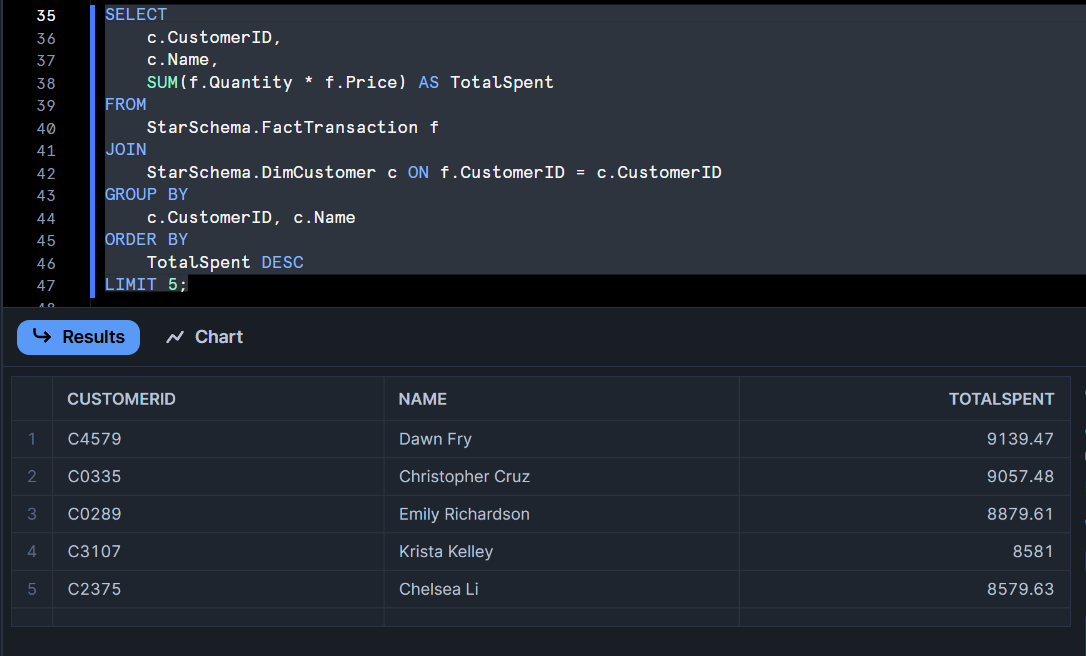 35 SELECT
36 c.CustomerID,
37 c.Name,
38 SUM(f.Quantity * f.Price) AS TotalSpent
39 FROM
40 StarSchema.FactTransaction f
41 JOIN
42 StarSchema.DimCustomer c ON f.CustomerID = c.CustomerID
43 GROUP BY
44 c.CustomerID, c.Name
45 ORDER BY
46 TotalSpent DESC
47 LIMIT 5;
48
Results Chart
CUSTOMERID NAME TOTALSPENT
1 C4579 Dawn Fry 9139.47
2 C0335 Christopher Cruz 9057.48
3 C0289 Emily Richardson 8879.61
4 C3107 Krista Kelley 8581
5 C2375 Chelsea Li 8579.63